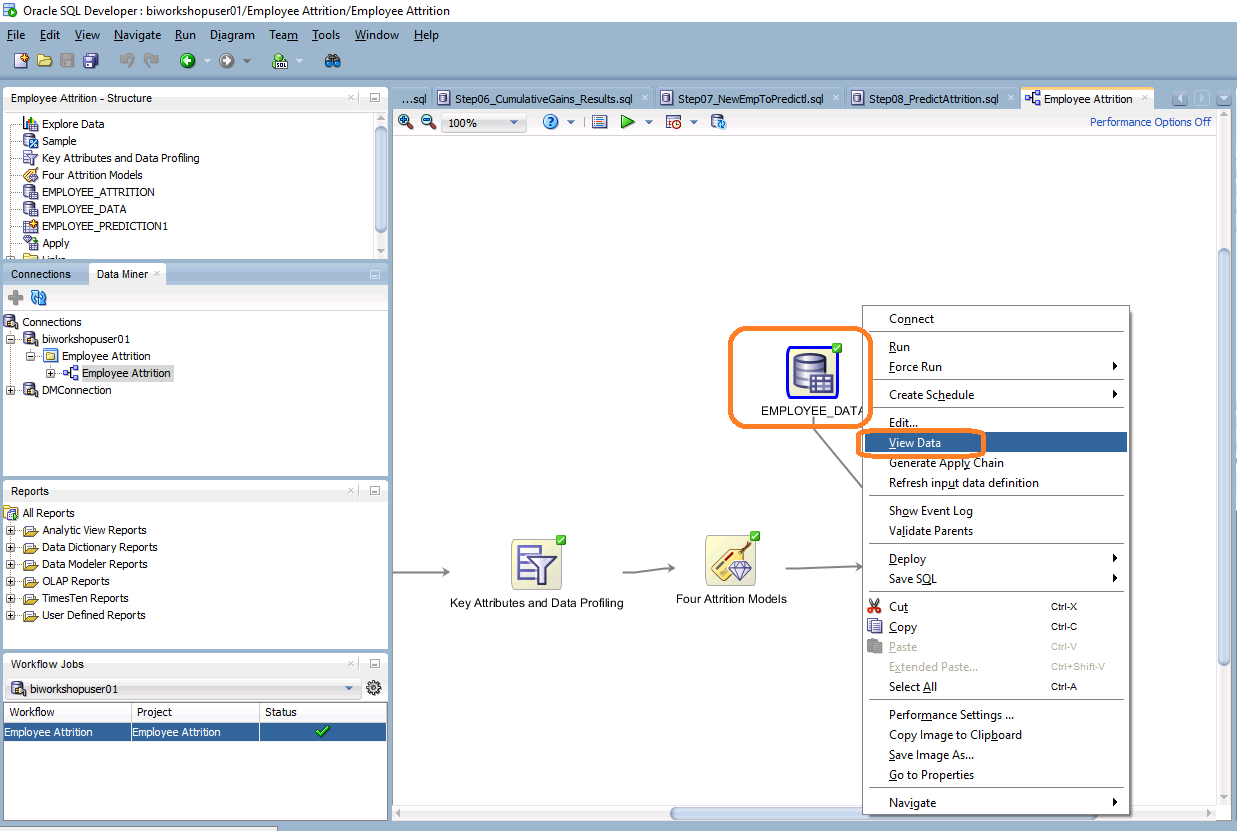 Oracle SQL Developer : biworkshopuser01/Employee Attrition/Employee Attrition
File Edit View Navigate Run Diagram Team Tools Window Help
SQL
Employee Attrition - Structure
Explore Data
Sample
Key Attributes and Data Profiling
Four Attrition Models
EMPLOYEE_ATTRITION
EMPLOYEE_DATA
EMPLOYEE_PREDICTION1
Apply
Links
Connections Data Miner
Connections
biworkshopuser01
Employee Attrition
Employee Attrition
DMConnection
Reports
All Reports
Analytic View Reports
Data Dictionary Reports
Data Modeler Reports
OLAP Reports
TimesTen Reports
User Defined Reports
Workflow Jobs
biworkshopuser01
Workflow Project Status
Employee Attrition Employee Attrition
...sql Step06_CumulativeGains_Results.sql Step07_NewEmpToPredictl.sql Step08_PredictAttrition.sql Employee Attrition
100% Performance Options Off
EMPLOYEE_DATA
Key Attributes and Data Profiling
Four Attrition Models
Connect
Run
Force Run
Create Schedule
Edit...
View Data
Generate Apply Chain
Refresh input data definition
Show Event Log
Validate Parents
Deploy
Save SQL
Cut Ctrl-X
Copy Ctrl-C
Paste Ctrl-V
Extended Paste... Ctrl+Shift-V
Select All Ctrl-A
Performance Settings ...
Copy Image to Clipboard
Save Image As...
Go to Properties
Navigate